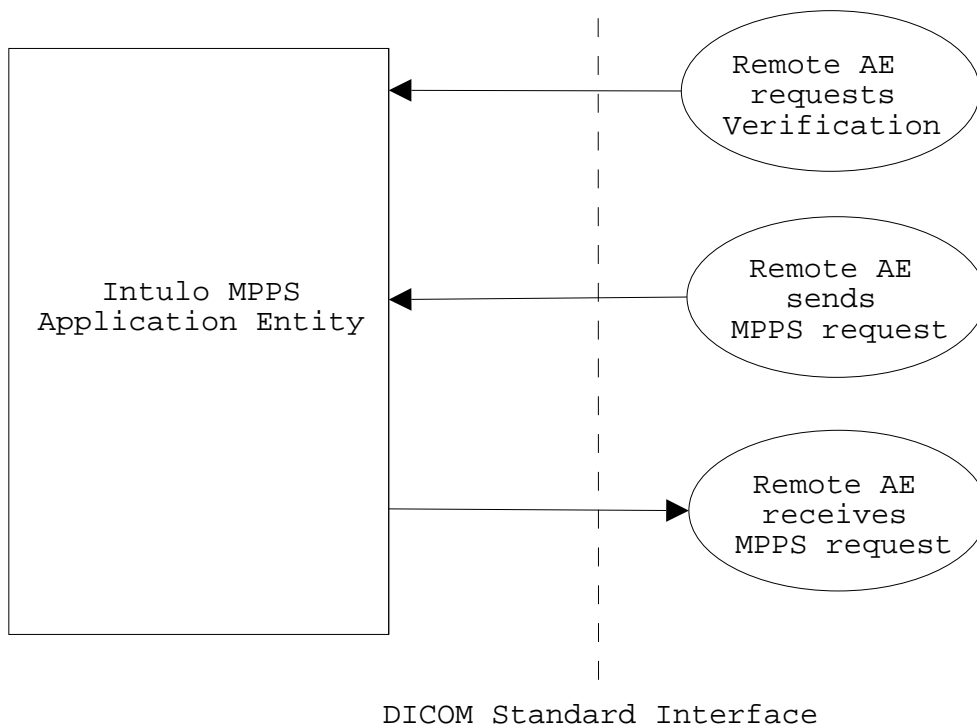 Remote AE
requests
Verification
Intulo MPPS
Application Entity
Remote AE
sends
MPPS request
Remote AE
receives
MPPS request
DICOM Standard Interface